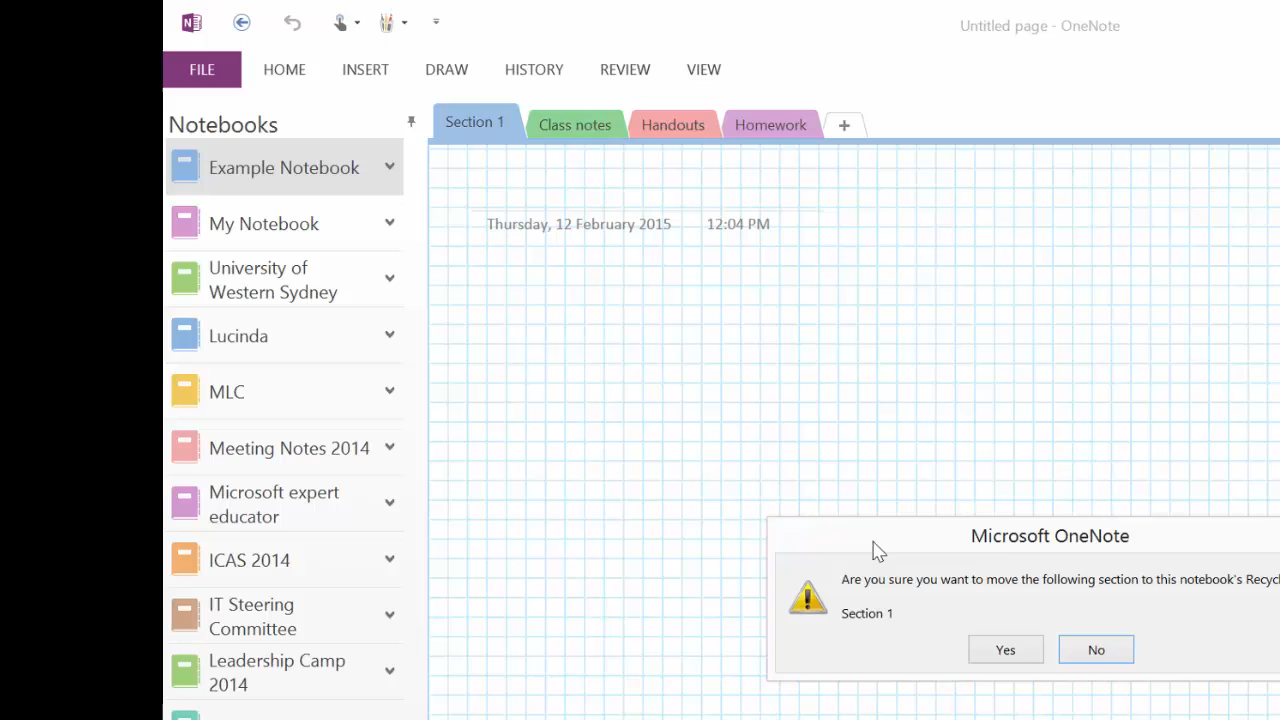 Untitled page - OneNote
FILE HOME INSERT DRAW HISTORY REVIEW VIEW
Notebooks
Section 1 Class notes Handouts Homework +
Example Notebook
My Notebook
University of
Western Sydney
Lucinda
MLC
Meeting Notes 2014
Microsoft expert
educator
ICAS 2014
IT Steering
Committee
Leadership Camp
2014
Thursday, 12 February 2015 12:04 PM
Microsoft OneNote
Are you sure you want to move the following section to this notebook's Recycl
Section 1
Yes No